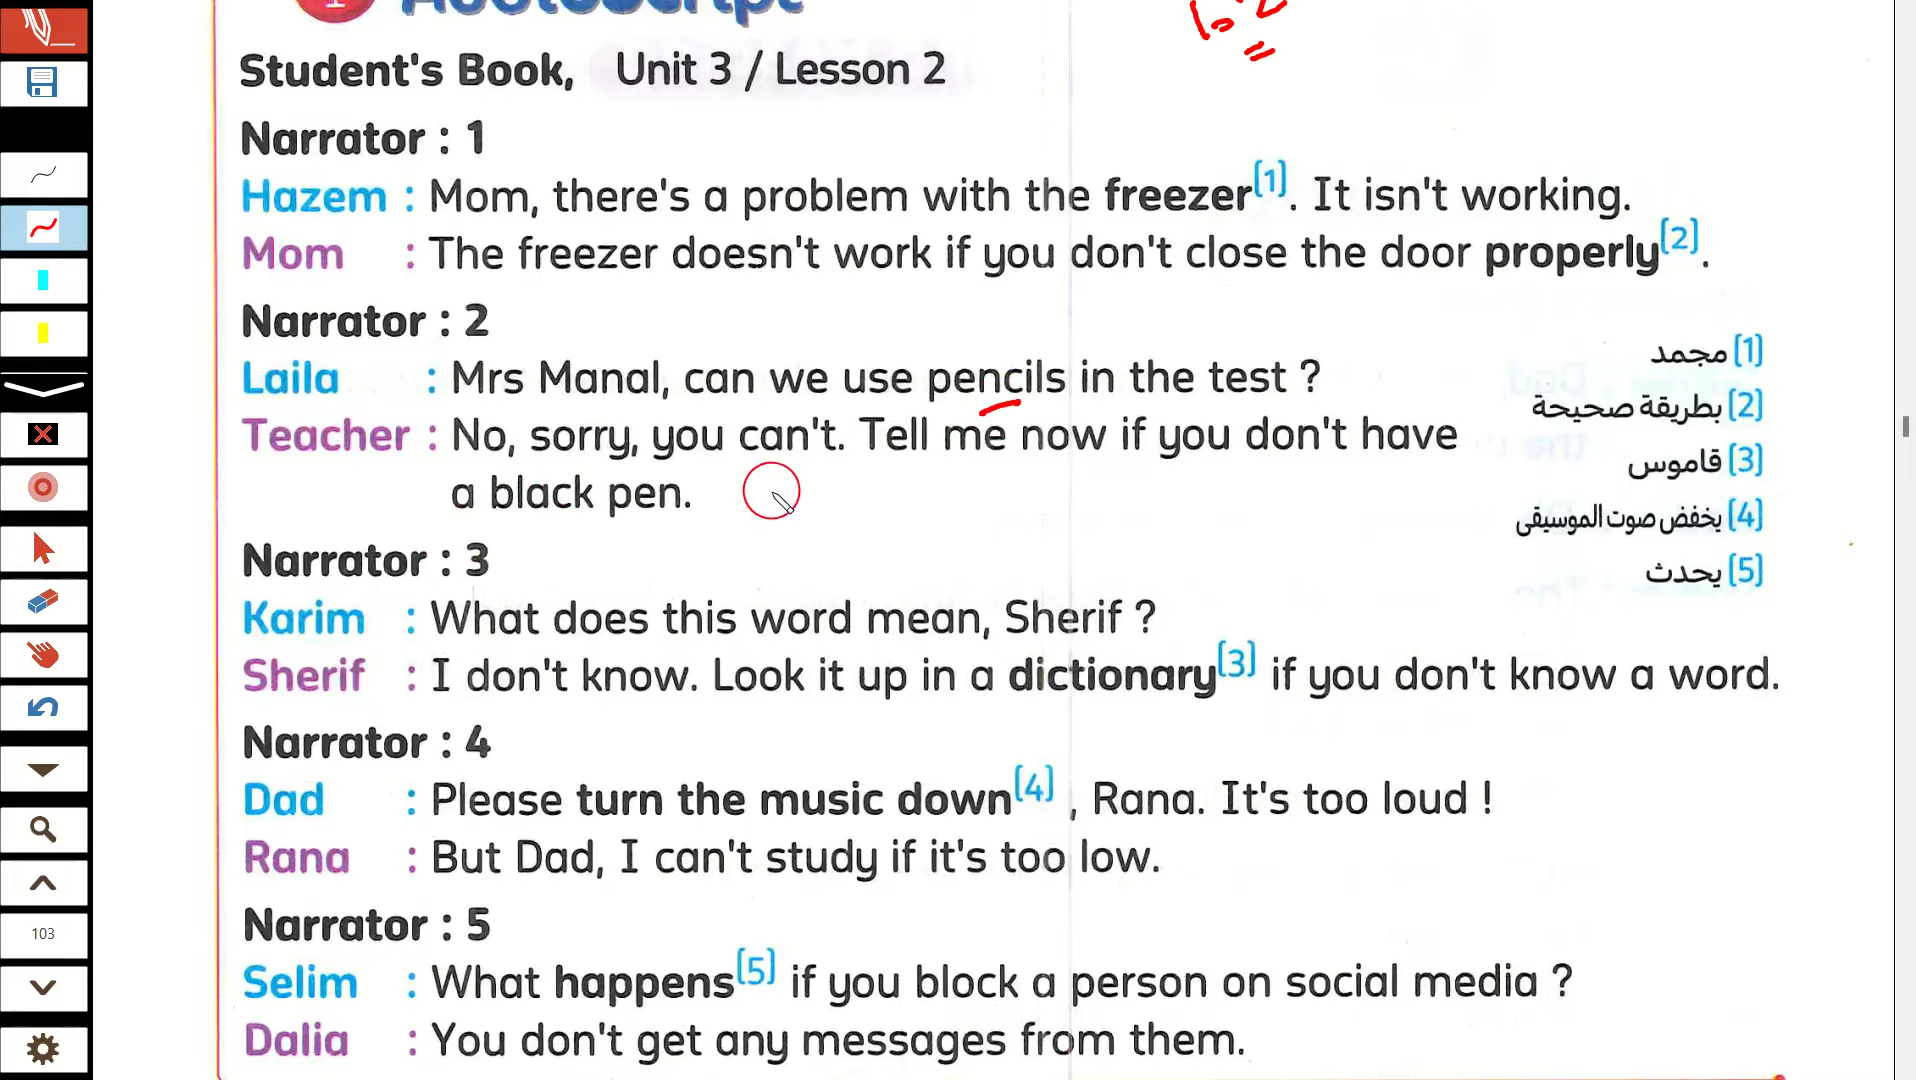 Audioscript
Student's Book, Unit 3 / Lesson 2
Narrator : 1
Hazem : Mom, there's a problem with the freezer[1]. It isn't working.
Mom : The freezer doesn't work if you don't close the door properly[2].
Narrator : 2
Laila : Mrs Manal, can we use pencils in the test ?
Teacher : No, sorry, you can't. Tell me now if you don't have
a black pen.
Narrator : 3
Karim : What does this word mean, Sherif ?
Sherif : I don't know. Look it up in a dictionary[3] if you don't know a word.
Narrator : 4
Dad : Please turn the music down[4] , Rana. It's too loud !
Rana : But Dad, I can't study if it's too low.
Narrator : 5
Selim : What happens[5] if you block a person on social media ?
Dalia : You don't get any messages from them.
[1] مجمد
[2] بطريقة صحيحة
[3] قاموس
[4] يخفض صوت الموسيقى
[5] يحدث
103